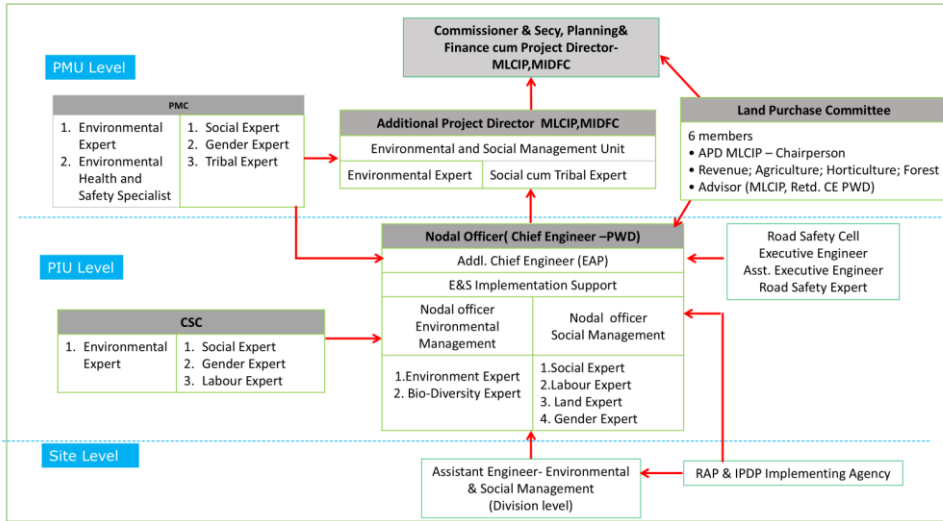 Commissioner & Secy, Planning&
Finance cum Project Director-
MLCIP,MIDFC
PMU Level
PMC
1. Environmental
Expert
2. Environmental
Health and
Safety Specialist
1. Social Expert
2. Gender Expert
3. Tribal Expert
Additional Project Director MLCIP,MIDFC
Environmental and Social Management Unit
Environmental Expert
Social cum Tribal Expert
Land Purchase Committee
6 members
• APD MLCIP – Chairperson
• Revenue; Agriculture; Horticulture; Forest
• Advisor (MLCIP, Retd. CE PWD)
PIU Level
Nodal Officer( Chief Engineer –PWD)
Addl. Chief Engineer (EAP)
E&S Implementation Support
Nodal officer
Environmental
Management
Nodal officer
Social Management
1.Environment Expert
2. Bio-Diversity Expert
1.Social Expert
2.Labour Expert
3. Land Expert
4. Gender Expert
Road Safety Cell
Executive Engineer
Asst. Executive Engineer
Road Safety Expert
CSC
1. Environmental
Expert
1. Social Expert
2. Gender Expert
3. Labour Expert
Site Level
Assistant Engineer- Environmental
& Social Management
(Division level)
RAP & IPDP Implementing Agency